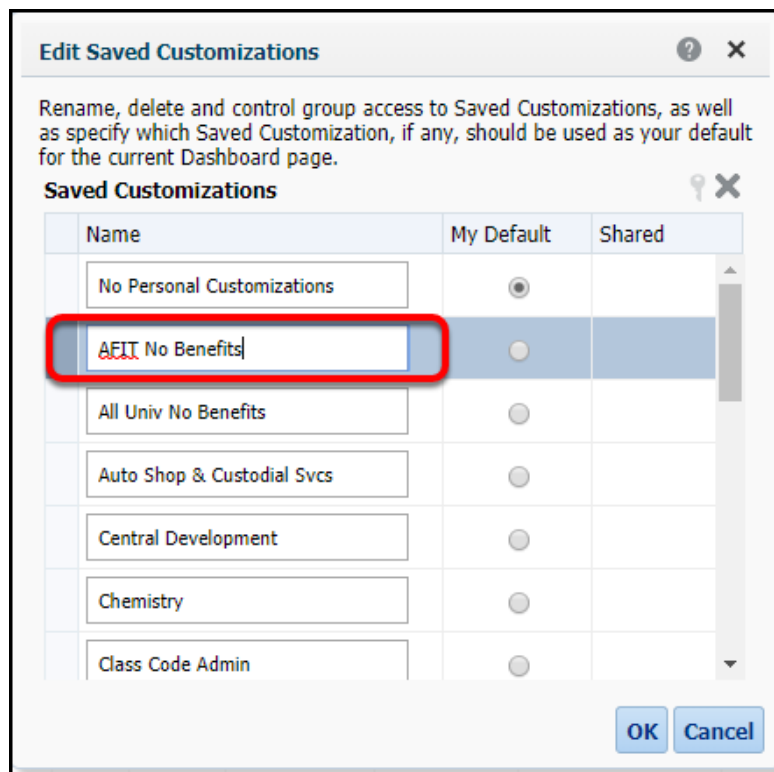 Edit Saved Customizations
Rename, delete and control group access to Saved Customizations, as well
as specify which Saved Customization, if any, should be used as your default
for the current Dashboard page.
Saved Customizations
Name My Default Shared
No Personal Customizations
AFIT No Benefits
All Univ No Benefits
Auto Shop & Custodial Svcs
Central Development
Chemistry
Class Code Admin
OK Cancel